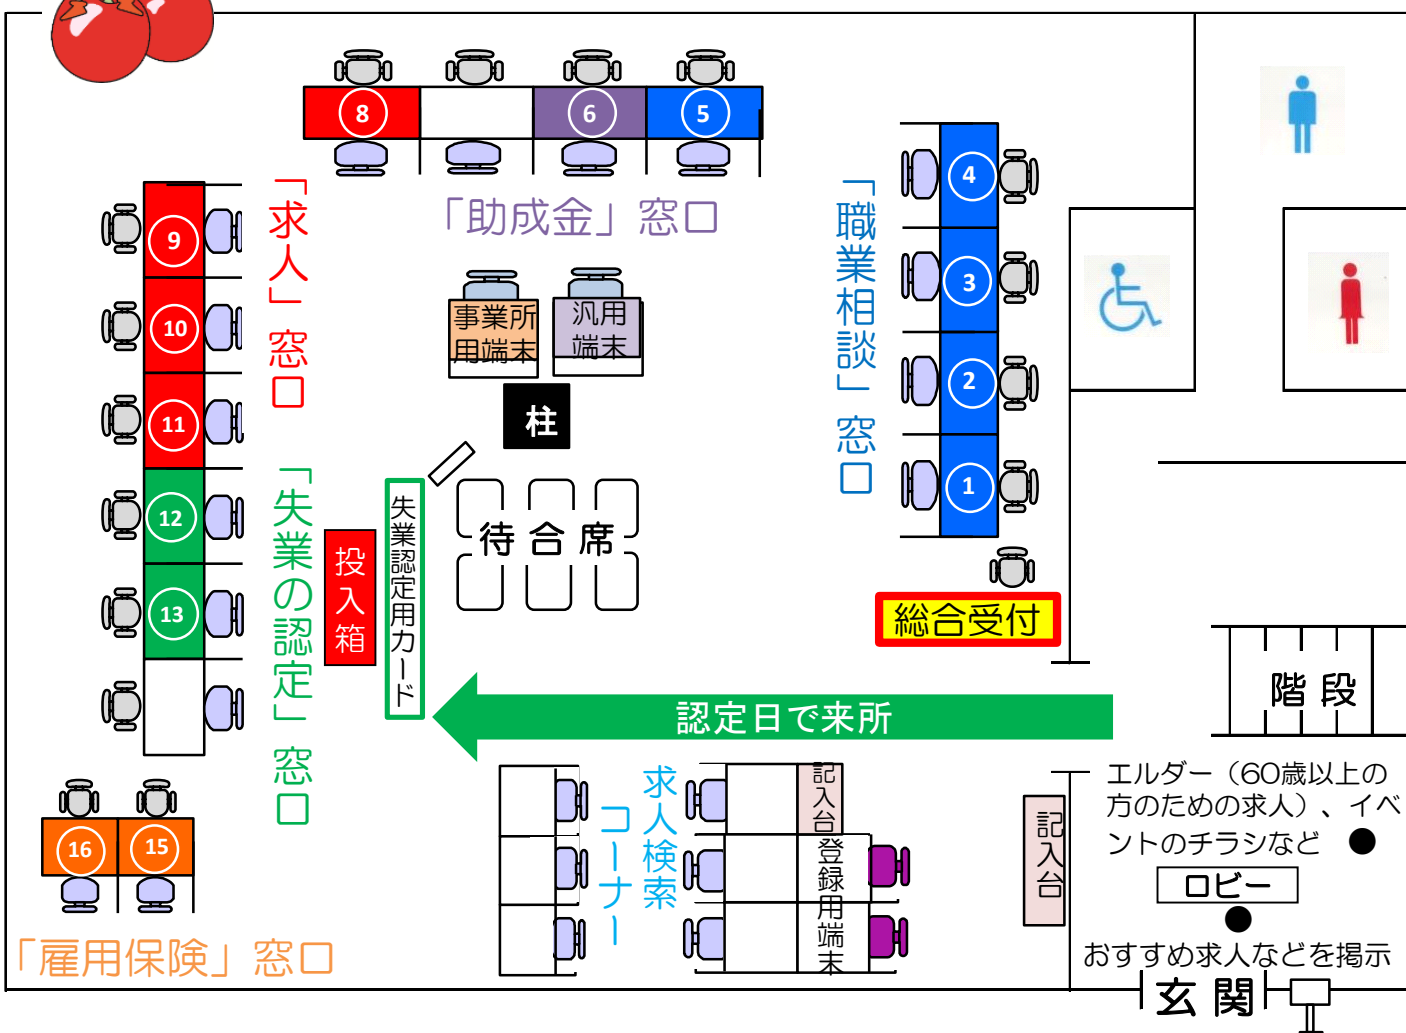 8
6
5
「助成金」窓口
4
3
2
1
「職業相談」窓口
9
10
11
12
13
「求人」窓口
「失業の認定」窓口
事業所
用端末
汎用
端末
柱
待合席
投入箱
失業認定用カード
総合受付
認定日で来所
階段
16
15
「雇用保険」窓口
求人検索
コーナー
記入台
登録用端末
記入台
エルダー（60歳以上の
方のための求人）、イベ
ントのチラシなど ●
ロビー
●
おすすめ求人などを掲示
玄関